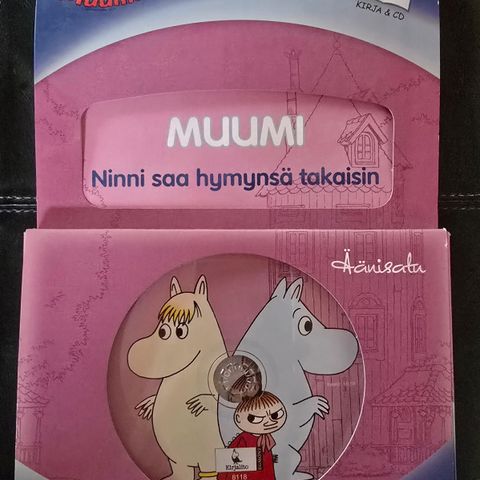 KIRJA & CD
MUUMI
Ninni saa hymynsä takaisin
Äänisatu
Kirjalito
8118